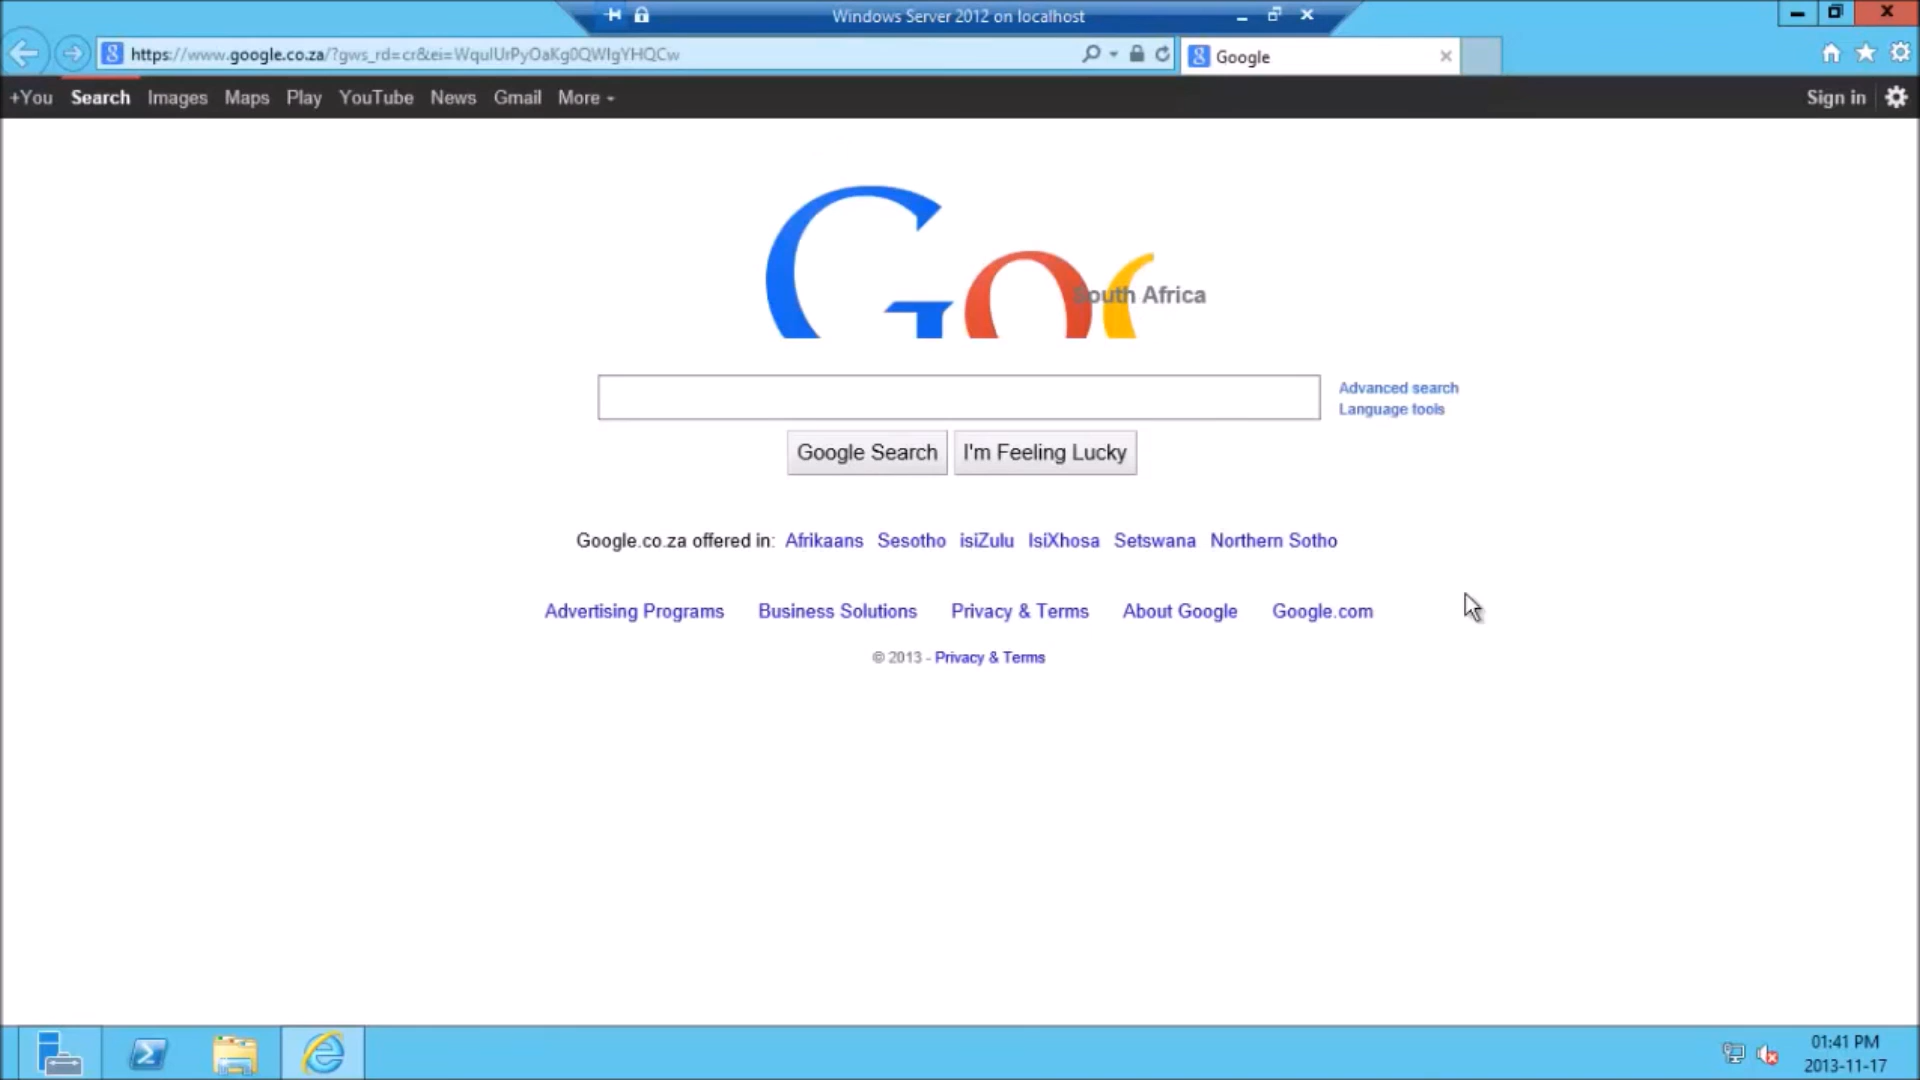 Windows Server 2012 on localhost
https://www.google.co.za/?gws_rd=cr&ei=WqulUrPyOaKg0QWIgYHQCw
Google
+You Search Images Maps Play YouTube News Gmail More
Sign in
Goo
South Africa
Advanced search
Language tools
Google Search I'm Feeling Lucky
Google.co.za offered in: Afrikaans Sesotho isiZulu IsiXhosa Setswana Northern Sotho
Advertising Programs Business Solutions Privacy & Terms About Google Google.com
© 2013 - Privacy & Terms
01:41 PM
2013-11-17